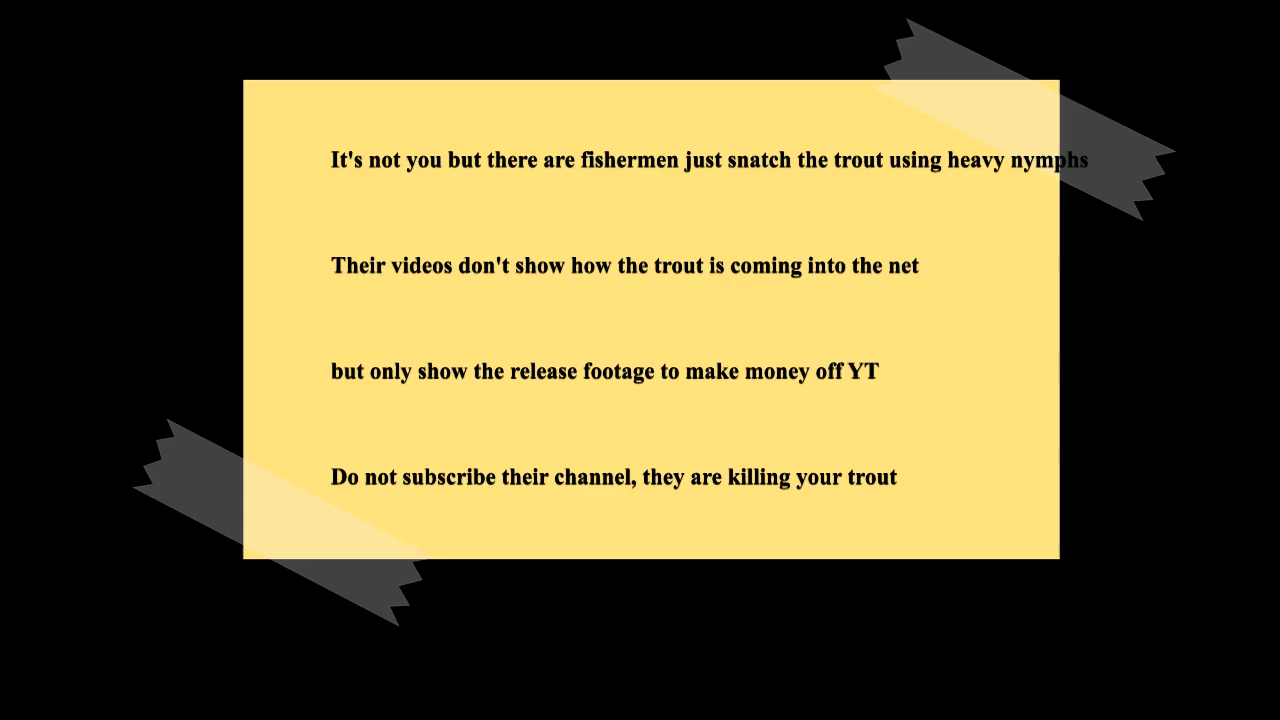 It's not you but there are fishermen just snatch the trout using heavy nymphs
Their videos don't show how the trout is coming into the net
but only show the release footage to make money off YT
Do not subscribe their channel, they are killing your trout